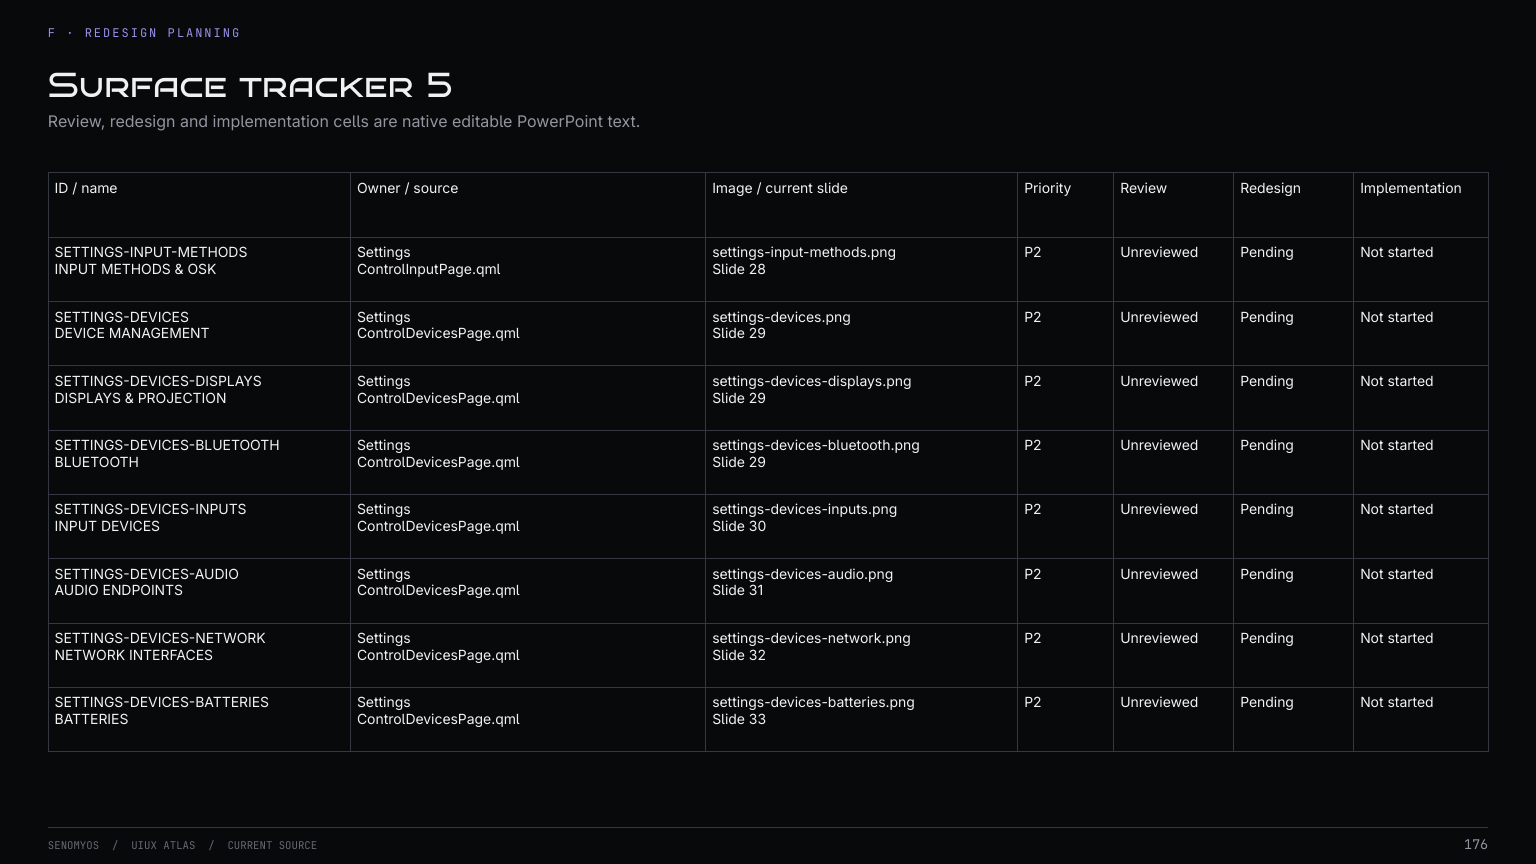 F · REDESIGN PLANNING
Surface tracker 5
Review, redesign and implementation cells are native editable PowerPoint text.
ID / name Owner / source Image / current slide Priority Review Redesign Implementation
SETTINGS-INPUT-METHODS Settings settings-input-methods.png P2 Unreviewed Pending Not started
INPUT METHODS & OSK ControlInputPage.qml Slide 28
SETTINGS-DEVICES Settings settings-devices.png P2 Unreviewed Pending Not started
DEVICE MANAGEMENT ControlDevicesPage.qml Slide 29
SETTINGS-DEVICES-DISPLAYS Settings settings-devices-displays.png P2 Unreviewed Pending Not started
DISPLAYS & PROJECTION ControlDevicesPage.qml Slide 29
SETTINGS-DEVICES-BLUETOOTH Settings settings-devices-bluetooth.png P2 Unreviewed Pending Not started
BLUETOOTH ControlDevicesPage.qml Slide 29
SETTINGS-DEVICES-INPUTS Settings settings-devices-inputs.png P2 Unreviewed Pending Not started
INPUT DEVICES ControlDevicesPage.qml Slide 30
SETTINGS-DEVICES-AUDIO Settings settings-devices-audio.png P2 Unreviewed Pending Not started
AUDIO ENDPOINTS ControlDevicesPage.qml Slide 31
SETTINGS-DEVICES-NETWORK Settings settings-devices-network.png P2 Unreviewed Pending Not started
NETWORK INTERFACES ControlDevicesPage.qml Slide 32
SETTINGS-DEVICES-BATTERIES Settings settings-devices-batteries.png P2 Unreviewed Pending Not started
BATTERIES ControlDevicesPage.qml Slide 33
SENOMYOS / UIUX ATLAS / CURRENT SOURCE 176